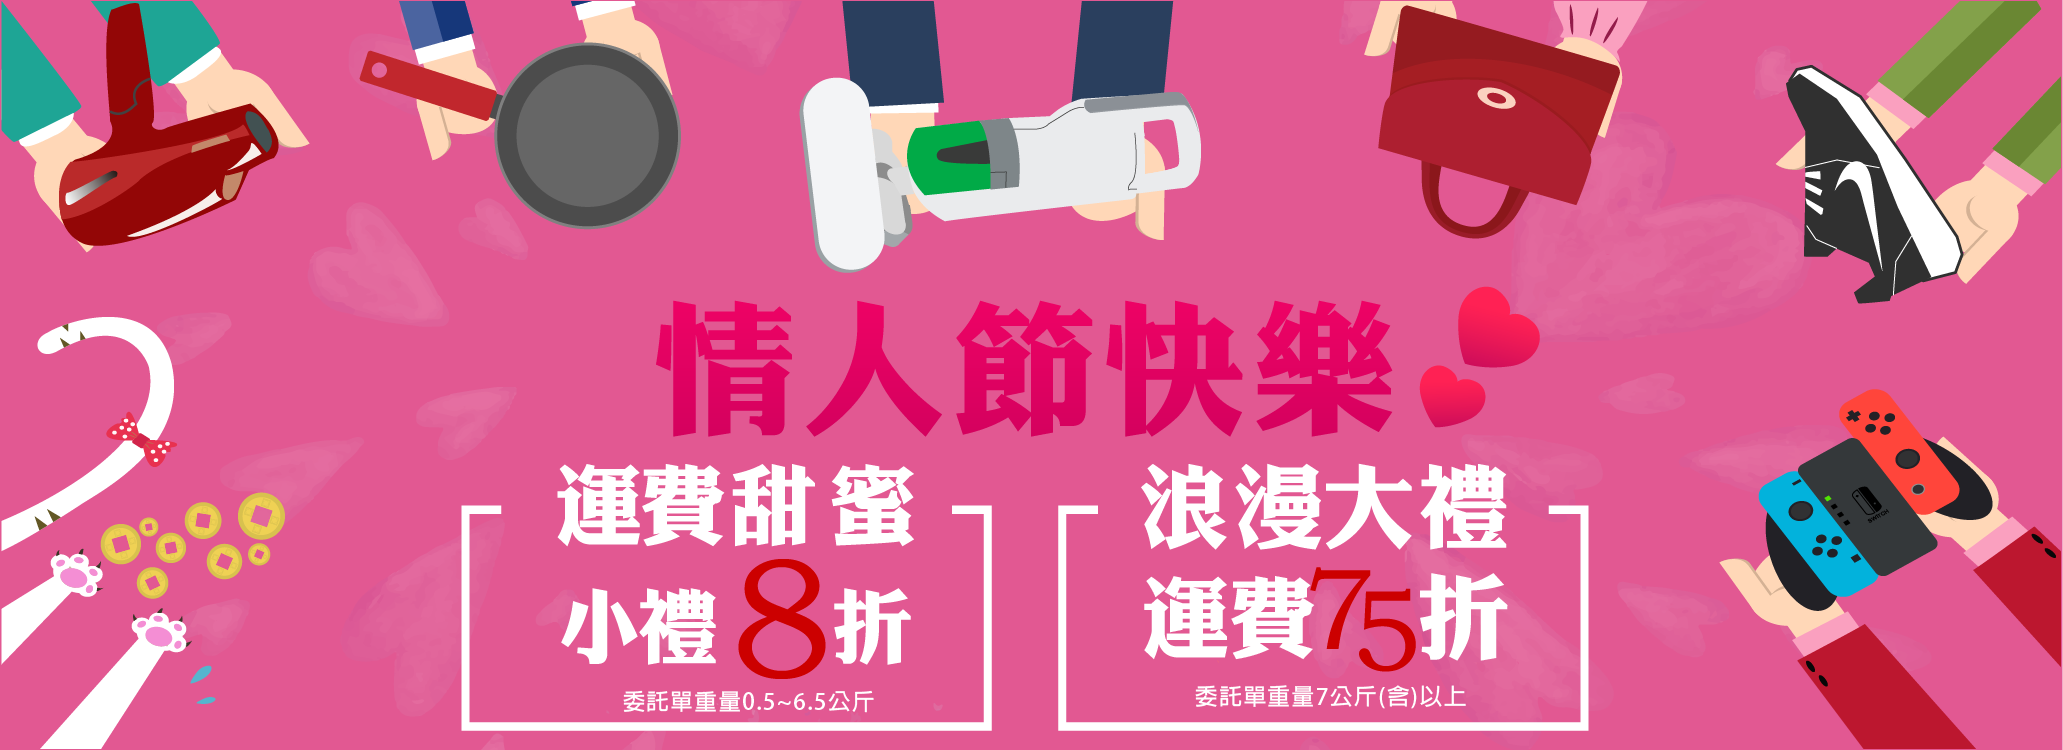 情人節快樂
運費甜蜜
小禮8折
委託單重量0.5~6.5公斤
浪漫大禮
運費75折
委託單重量7公斤(含)以上
SWITCH